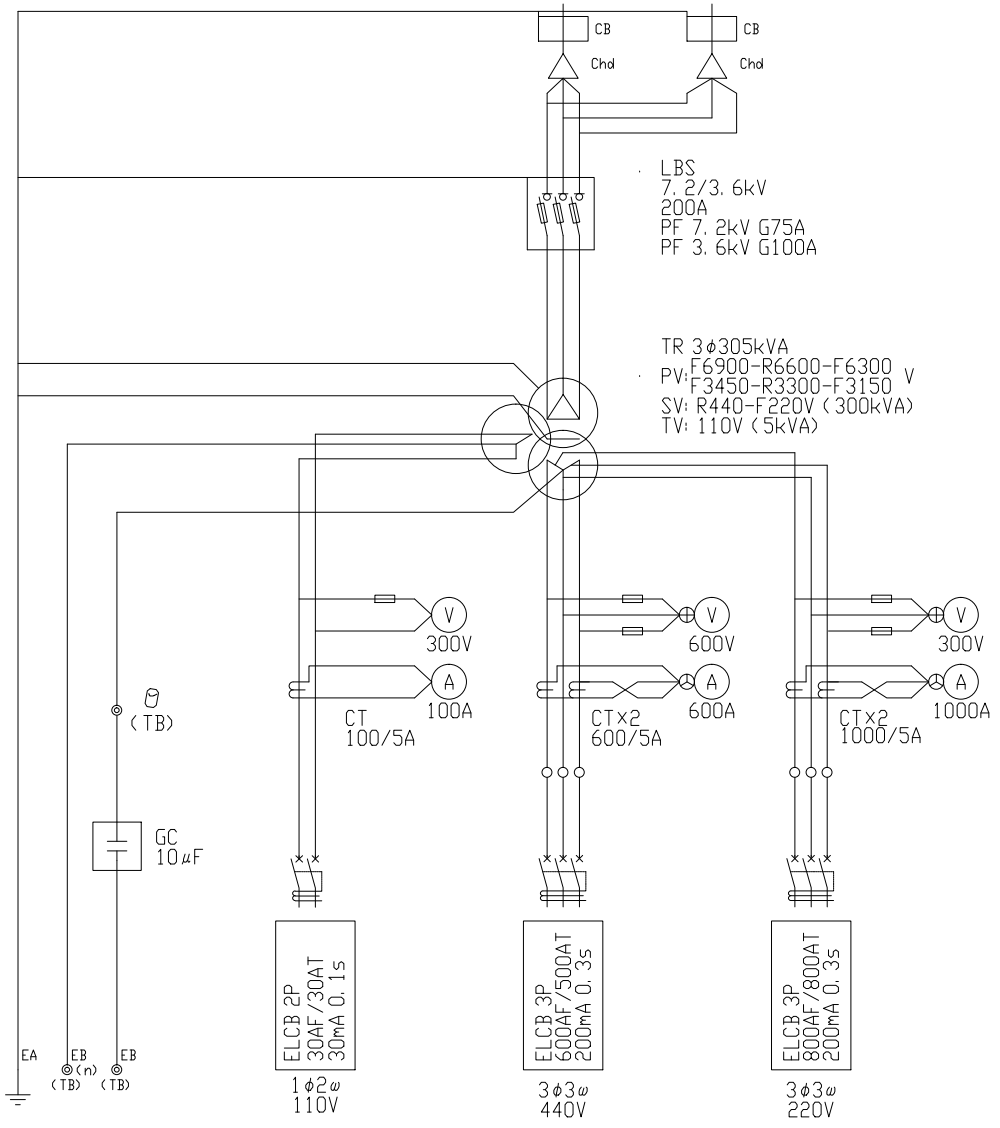 CB
CB
Chd
Chd
LBS
7.2/3.6kV
200A
PF 7.2kV G75A
PF 3.6kV G100A
TR 3φ305kVA
PV: F6900-R6600-F6300 V
F3450-R3300-F3150
SV: R440-F220V (300kVA)
TV: 110V (5kVA)
V
300V
V
600V
V
300V
A
100A
A
600A
A
1000A
CT
100/5A
CT×2
600/5A
CT×2
1000/5A
(TB)
GC
10μF
ELCB 2P
30AF/30AT
30mA 0.1s
ELCB 3P
600AF/500AT
200mA 0.3s
ELCB 3P
800AF/800AT
200mA 0.3s
EA
EB
(n)
(TB)
EB
(TB)
1φ2ω
110V
3φ3ω
440V
3φ3ω
220V